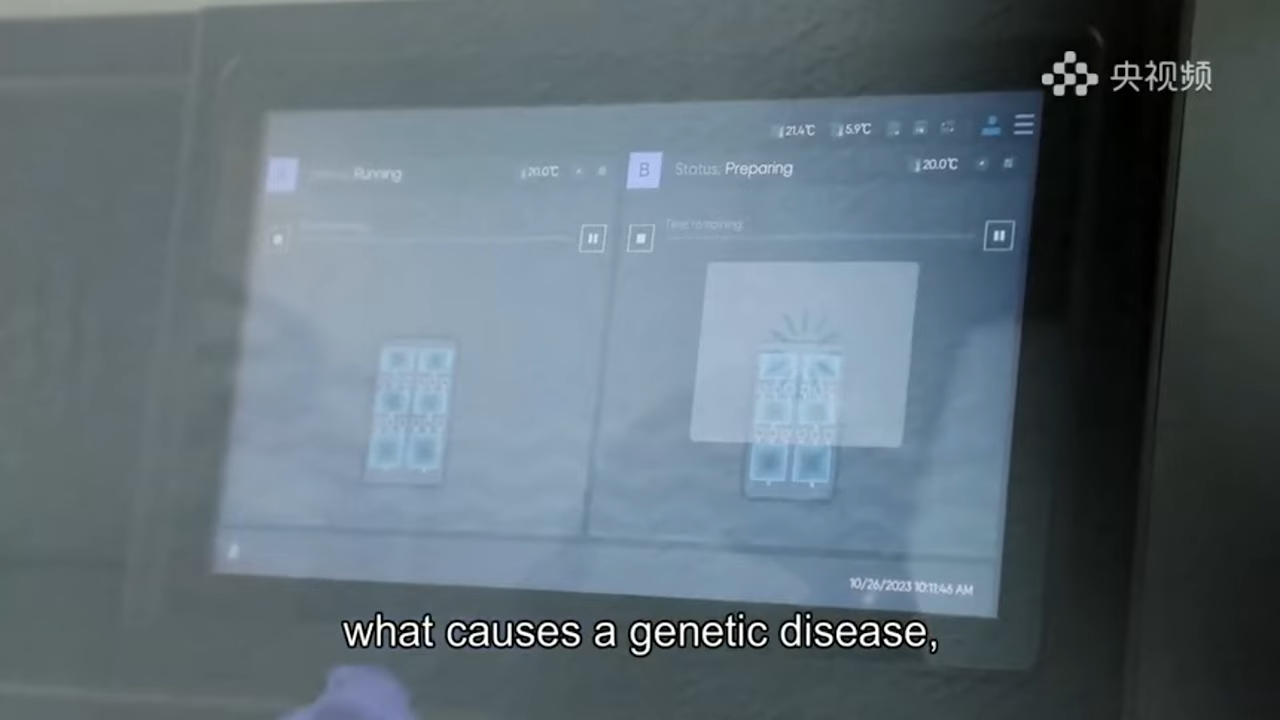 央视频
21.4℃ 5.9℃
Running 20.0℃
B Status: Preparing 20.0℃
Time remaining:
10/26/2023 10:11:46 AM
what causes a genetic disease,